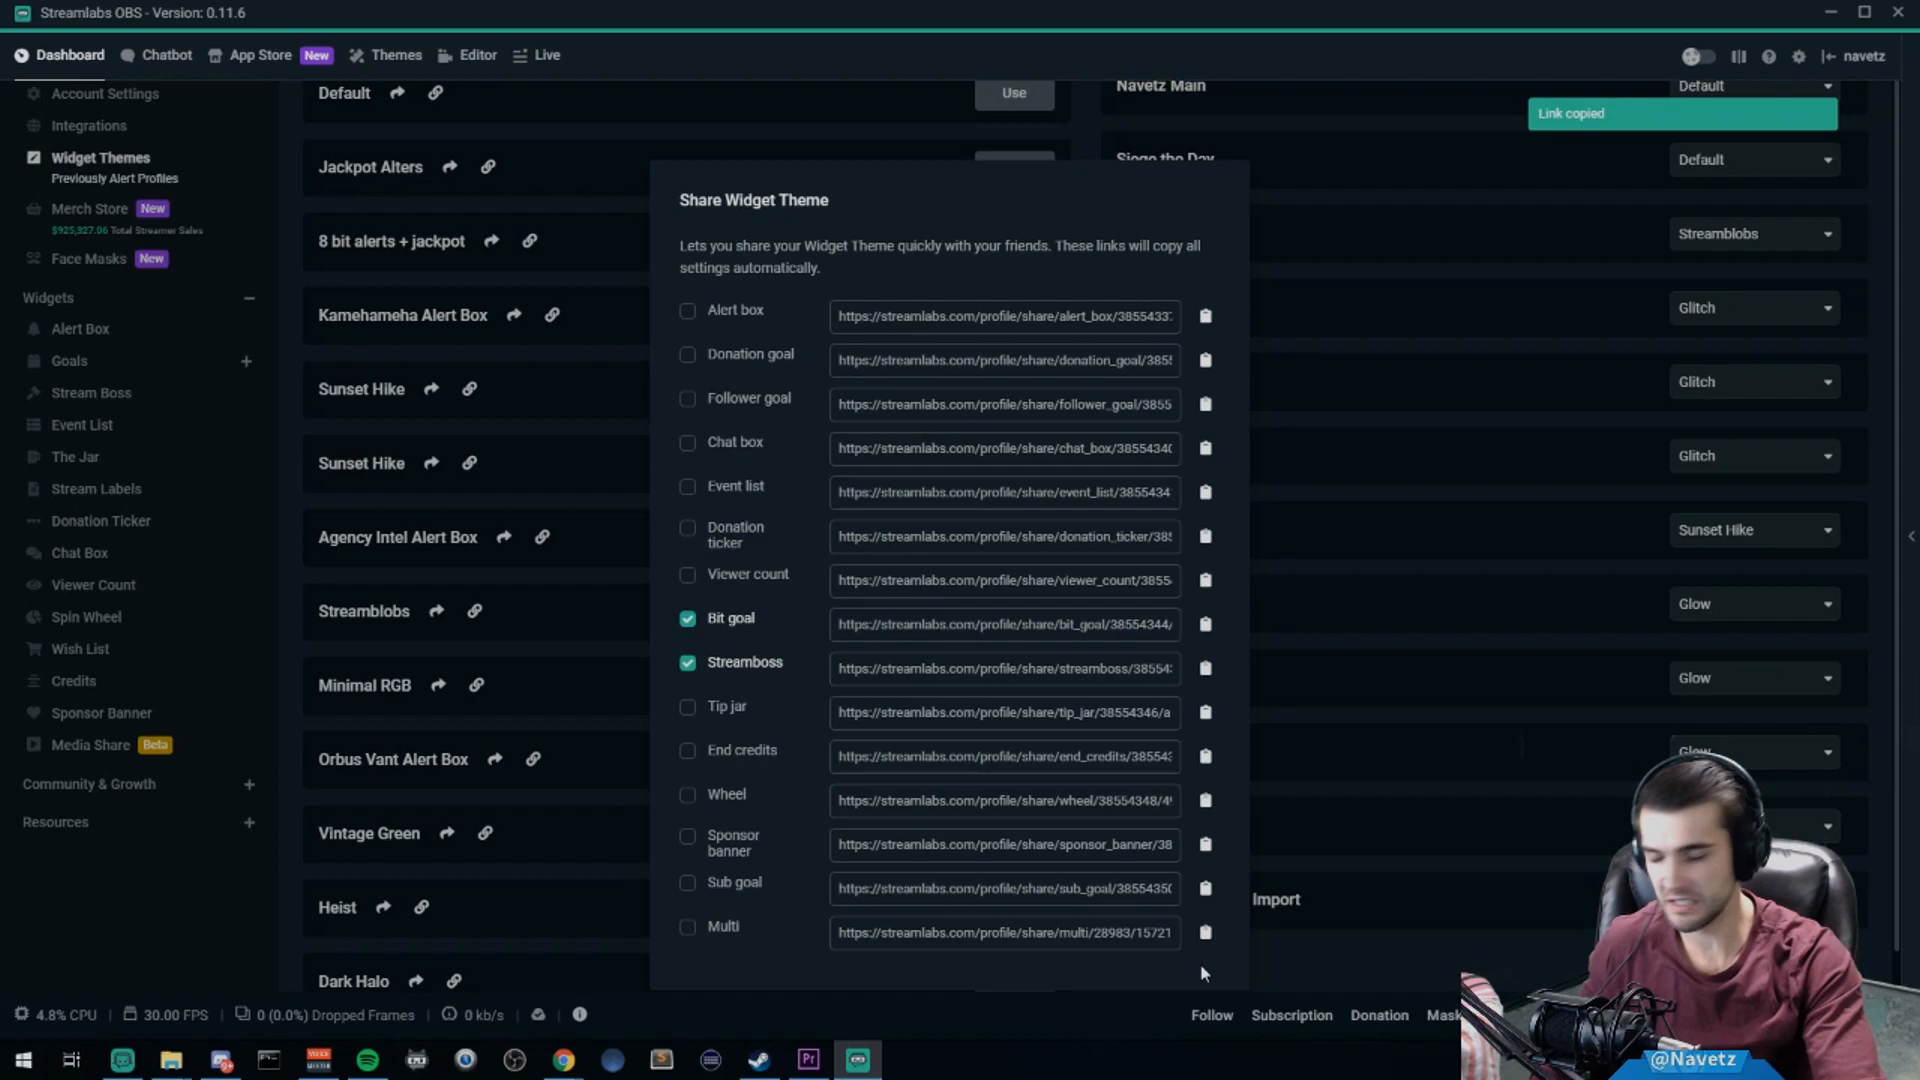 Streamlabs OBS - Version: 0.11.6
Dashboard
Chatbot
App Store
New
Themes
Editor
Live
navetz
Account Settings
Integrations
Widget Themes
Previously Alert Profiles
Merch Store
New
$925,327.06 Total Streamer Sales
Face Masks
New
Widgets
Alert Box
Goals
Stream Boss
Event List
The Jar
Stream Labels
Donation Ticker
Chat Box
Viewer Count
Spin Wheel
Wish List
Credits
Sponsor Banner
Media Share
Beta
Community & Growth
Resources
Default
Use
Jackpot Alters
8 bit alerts + jackpot
Kamehameha Alert Box
Sunset Hike
Sunset Hike
Agency Intel Alert Box
Streamblobs
Minimal RGB
Orbus Vant Alert Box
Vintage Green
Heist
Dark Halo
Share Widget Theme
Lets you share your Widget Theme quickly with your friends. These links will copy all
settings automatically.
Alert box
https://streamlabs.com/profile/share/alert_box/3855433
Donation goal
https://streamlabs.com/profile/share/donation_goal/385
Follower goal
https://streamlabs.com/profile/share/follower_goal/3855
Chat box
https://streamlabs.com/profile/share/chat_box/3855434
Event list
https://streamlabs.com/profile/share/event_list/3855434
Donation
ticker
https://streamlabs.com/profile/share/donation_ticker/38
Viewer count
https://streamlabs.com/profile/share/viewer_count/3855
Bit goal
https://streamlabs.com/profile/share/bit_goal/38554344/
Streamboss
https://streamlabs.com/profile/share/streamboss/38554
Tip jar
https://streamlabs.com/profile/share/tip_jar/38554346/a
End credits
https://streamlabs.com/profile/share/end_credits/385543
Wheel
https://streamlabs.com/profile/share/wheel/38554348/4
Sponsor
banner
https://streamlabs.com/profile/share/sponsor_banner/38
Sub goal
https://streamlabs.com/profile/share/sub_goal/3855435
Multi
https://streamlabs.com/profile/share/multi/28983/15721
Navetz Main
Default
Link copied
Siege the Day
Default
Streamblobs
Glitch
Glitch
Glitch
Sunset Hike
Glow
Glow
Glow
Import
4.8% CPU
30.00 FPS
0 (0.0%) Dropped Frames
0 kb/s
Follow
Subscription
Donation
Mask
Pr
@Navetz